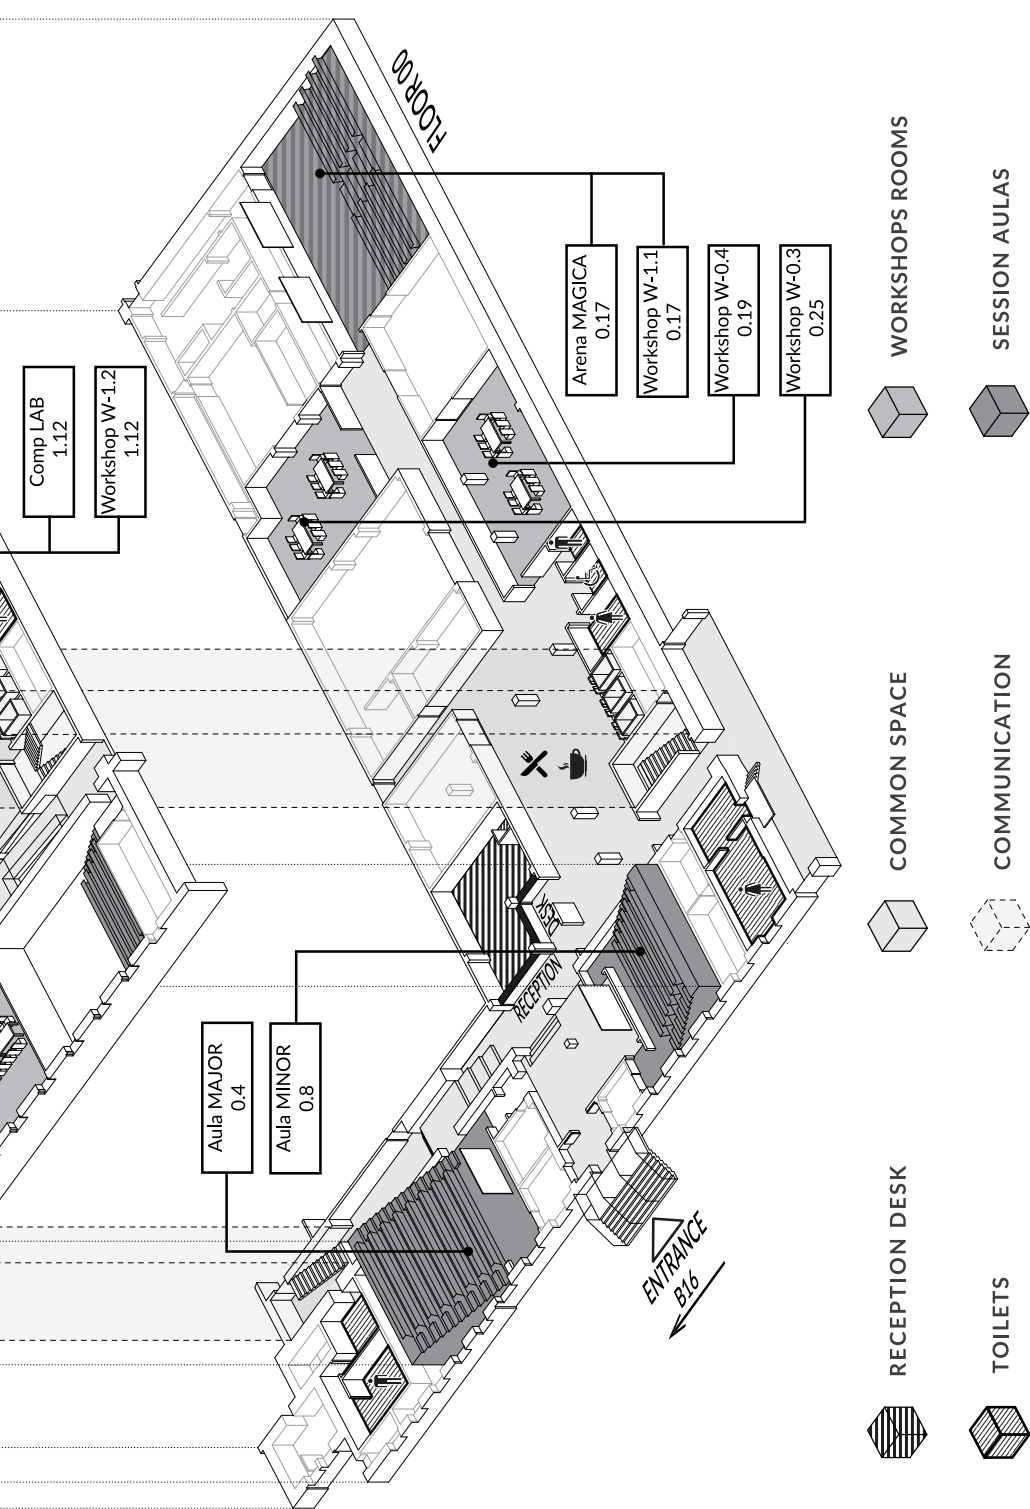 FLOOR 00
Comp LAB
1.12
Workshop W-1.2
1.12
Arena MAGICA
0.17
Workshop W-1.1
0.17
Workshop W-0.4
0.19
Workshop W-0.3
0.25
Aula MAJOR
0.4
Aula MINOR
0.8
RECEPTION
DESK
ENTRANCE
B16
RECEPTION DESK
COMMON SPACE
WORKSHOPS ROOMS
TOILETS
COMMUNICATION
SESSION AULAS